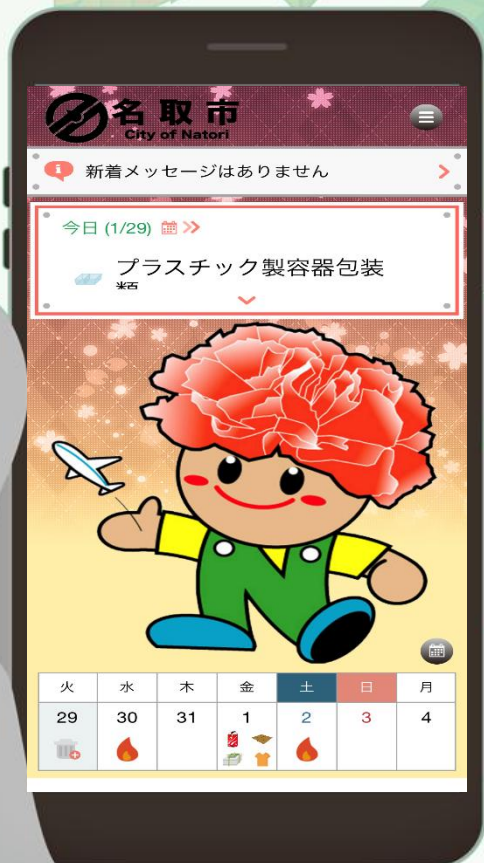 名取市
City of Natori
新着メッセージはありません
今日 (1/29)
プラスチック製容器包装
類
火 水 木 金 土 日 月
29 30 31 1 2 3 4